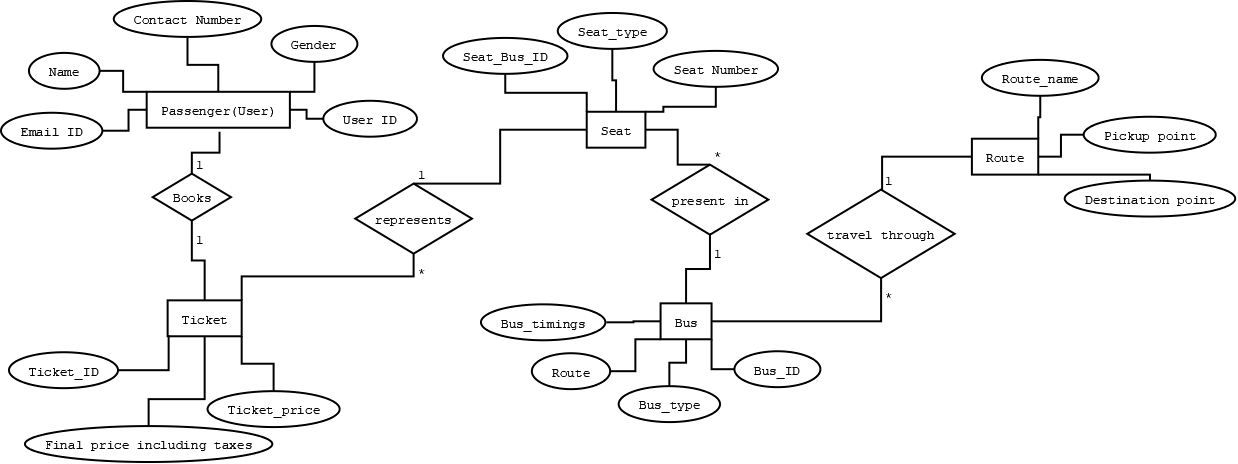 Contact Number
Gender
Name
Passenger(User)
Email ID
User ID
1
Books
1
Seat_type
Seat_Bus_ID
Seat Number
Seat
1
represents
*
*
present in
1
Route_name
Pickup point
Route
Destination point
1
travel through
*
Ticket
Ticket_ID
Ticket_price
Final price including taxes
Bus_timings
Bus
Route
Bus_ID
Bus_type